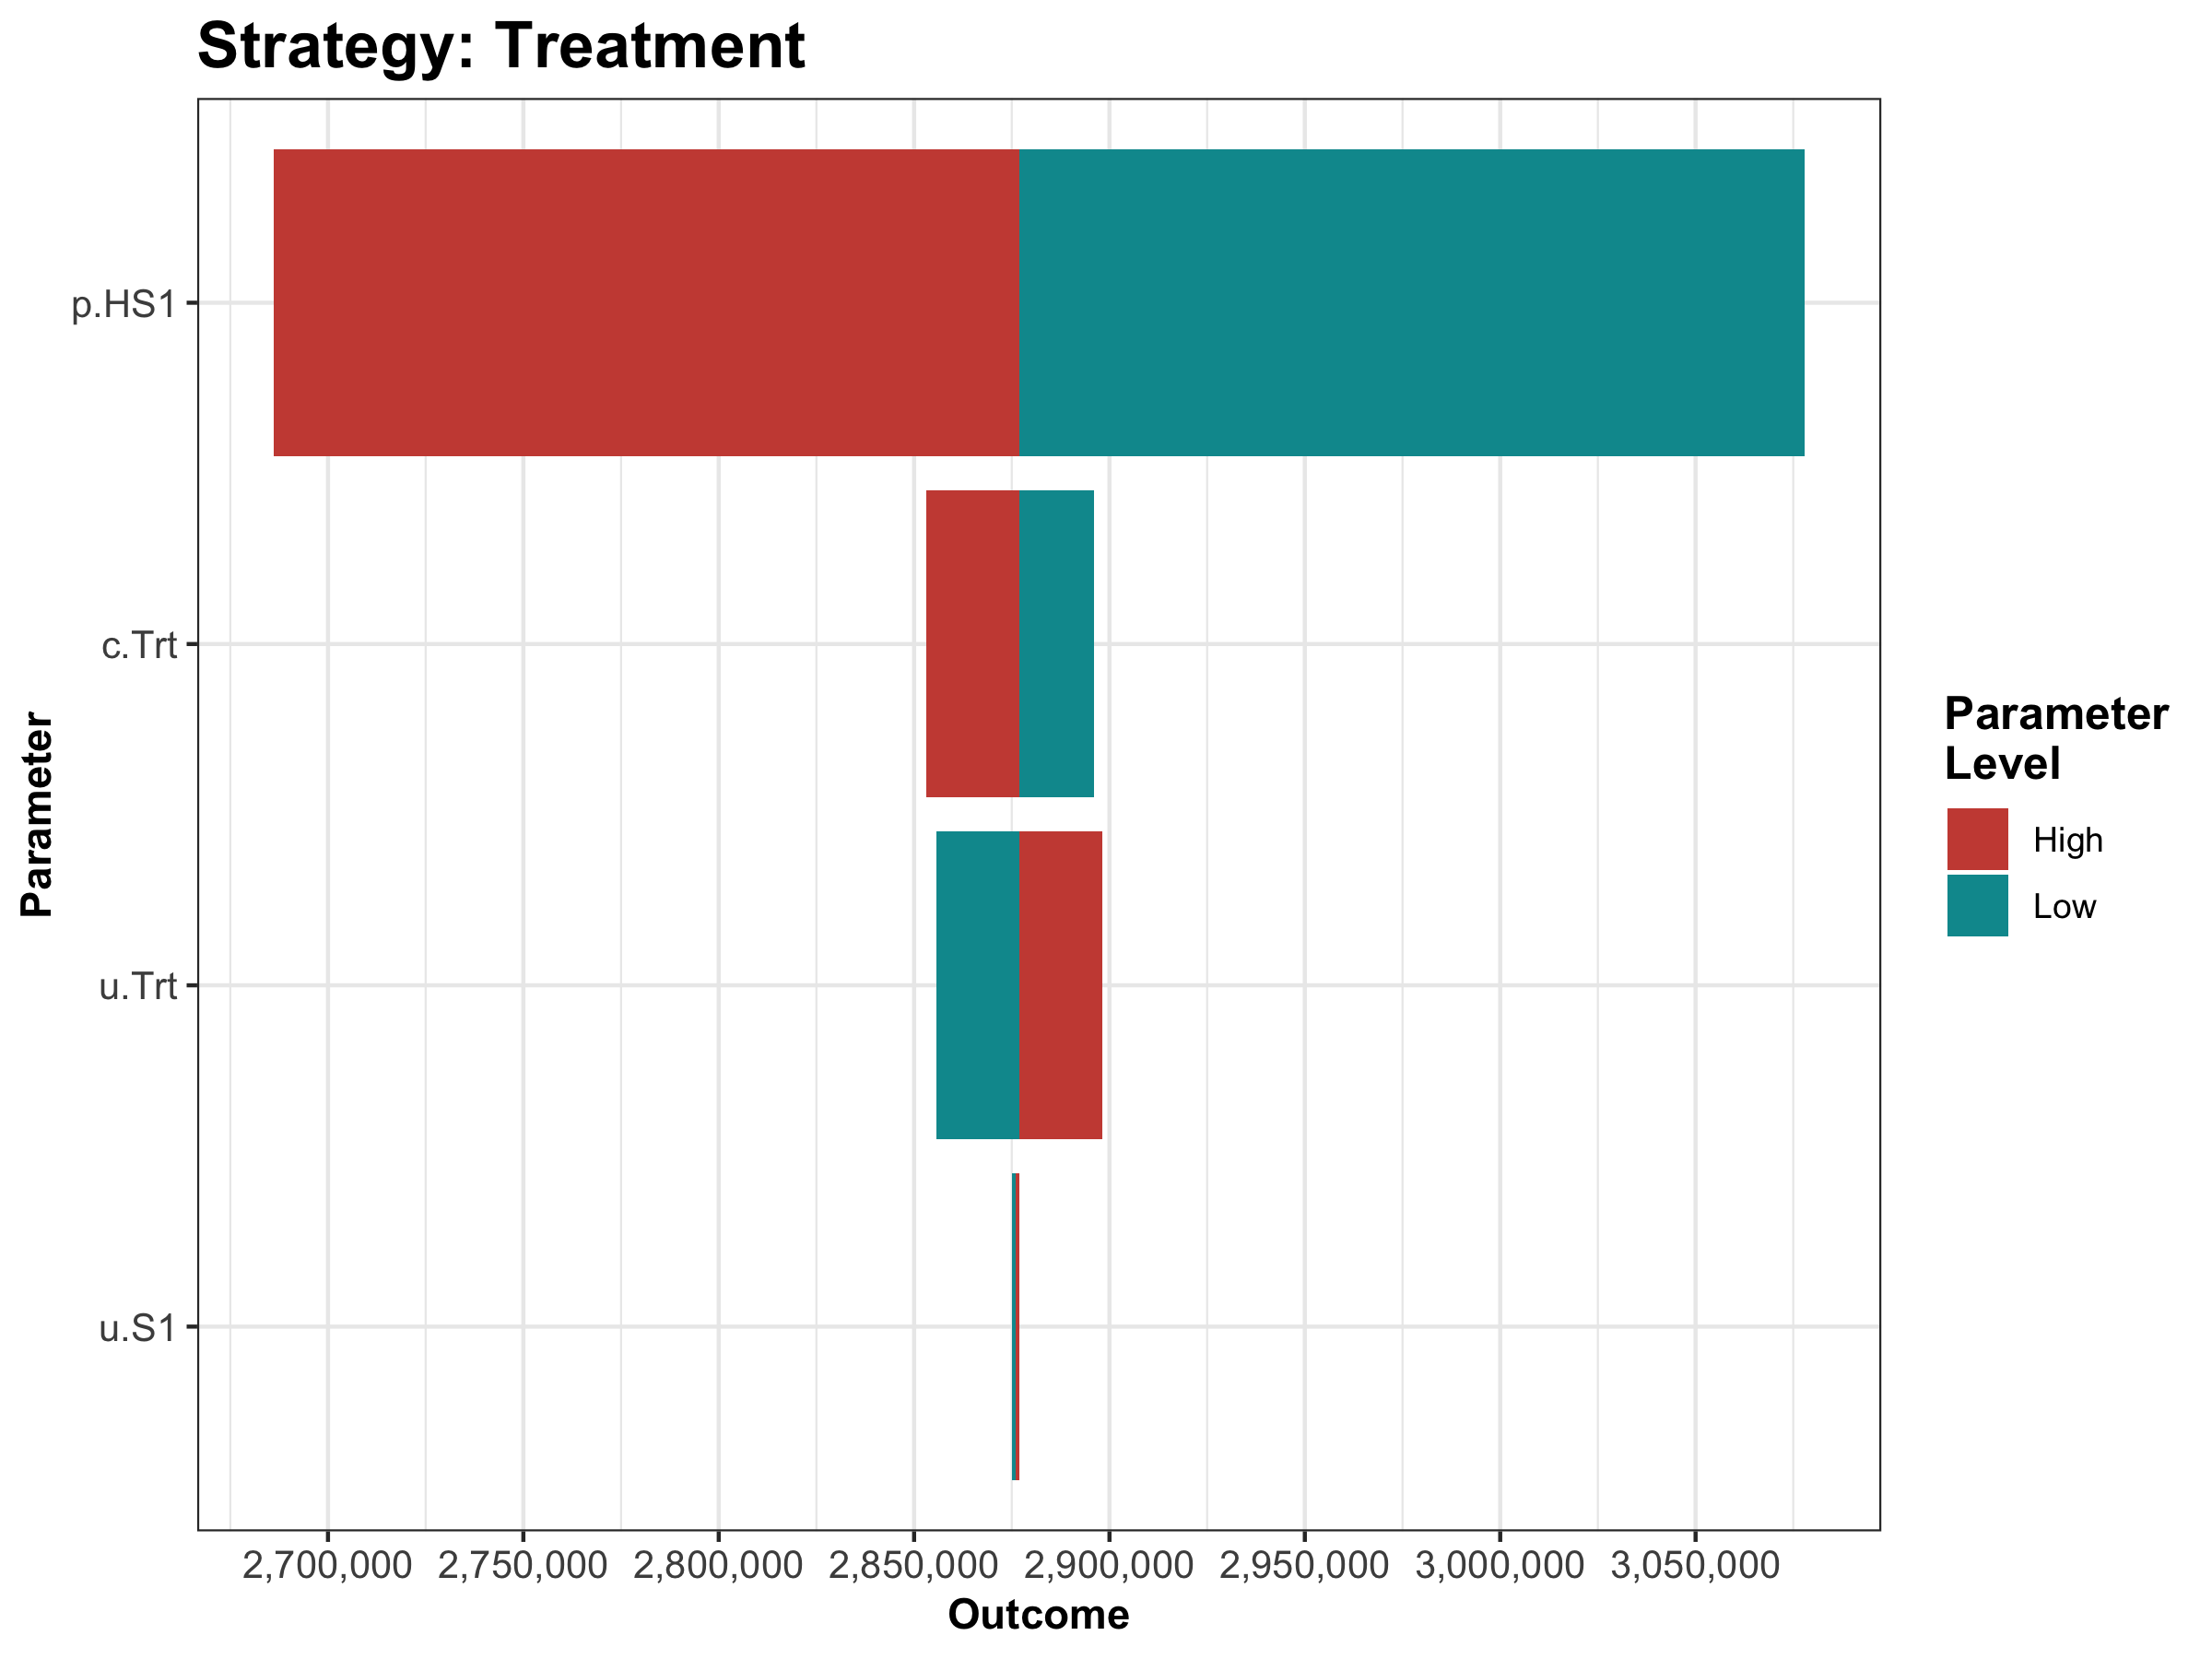 Strategy: Treatment
Parameter
p.HS1
c.Trt
u.Trt
u.S1
2,700,000 2,750,000 2,800,000 2,850,000 2,900,000 2,950,000 3,000,000 3,050,000
Outcome
Parameter
Level
High
Low